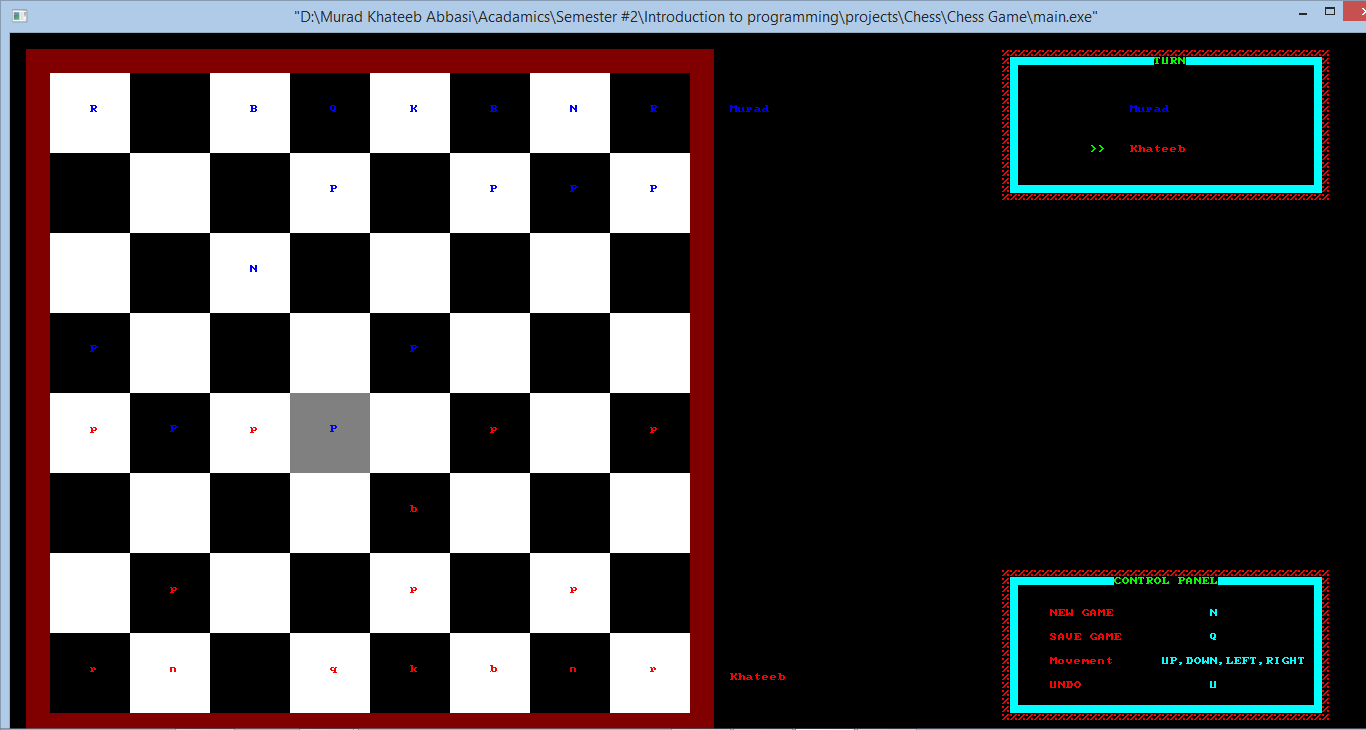 "D:\Murad Khateeb Abbasi\Acadamics\Semester #2\Introduction to programming\projects\Chess\Chess Game\main.exe"
TURN
R B Q K B N R Murad Murad
>> Khateeb
P P P P
N
P P
P P P P P P
b
CONTROL PANEL
P P P
NEW GAME N
SAVE GAME Q
Movement UP,DOWN,LEFT,RIGHT
r n q k b n r Khateeb
UNDO U